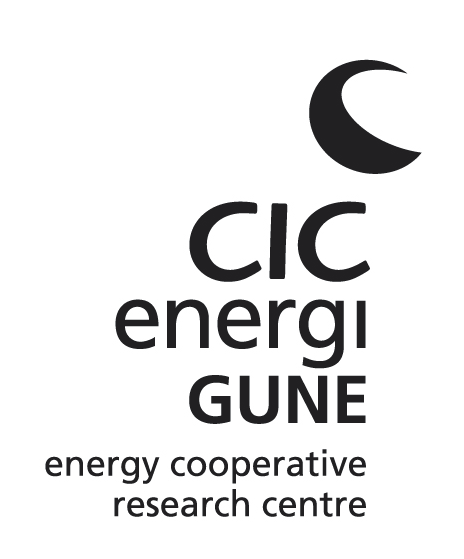 CIC
energi
GUNE
energy cooperative
research centre